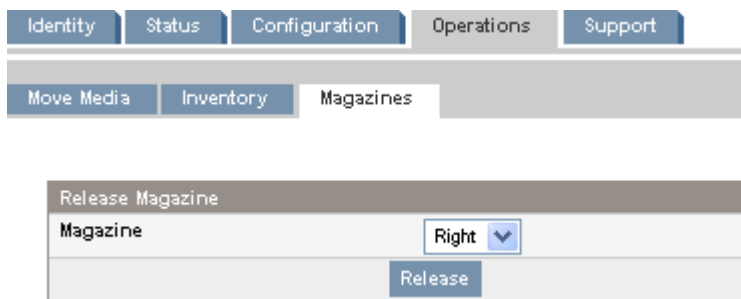 Identity Status Configuration Operations Support
Move Media Inventory Magazines
Release Magazine
Magazine Right
Release